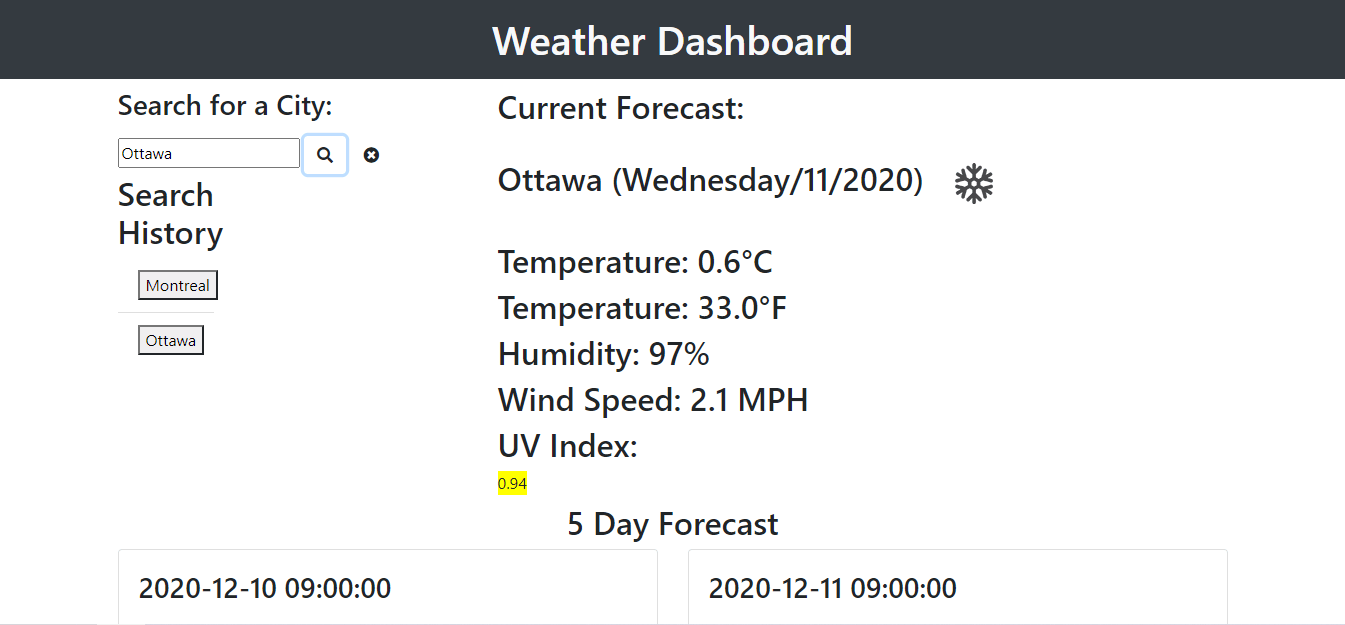 Weather Dashboard
Search for a City:
Ottawa
Search
History
Montreal
Ottawa
Current Forecast:
Ottawa (Wednesday/11/2020)
Temperature: 0.6°C
Temperature: 33.0°F
Humidity: 97%
Wind Speed: 2.1 MPH
UV Index:
0.94
5 Day Forecast
2020-12-10 09:00:00
2020-12-11 09:00:00